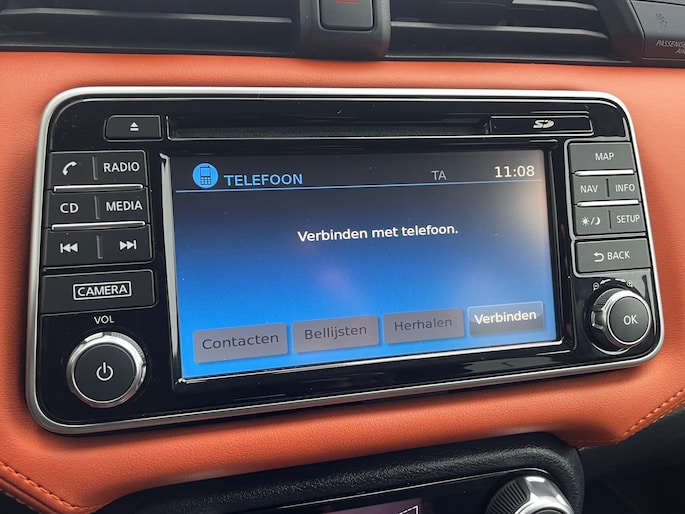 PASSENGER
SD
RADIO
CD
MEDIA
CAMERA
VOL
TELEFOON
TA
11:08
Verbinden met telefoon.
Contacten
Bellijsten
Herhalen
Verbinden
MAP
NAV
INFO
SETUP
BACK
OK